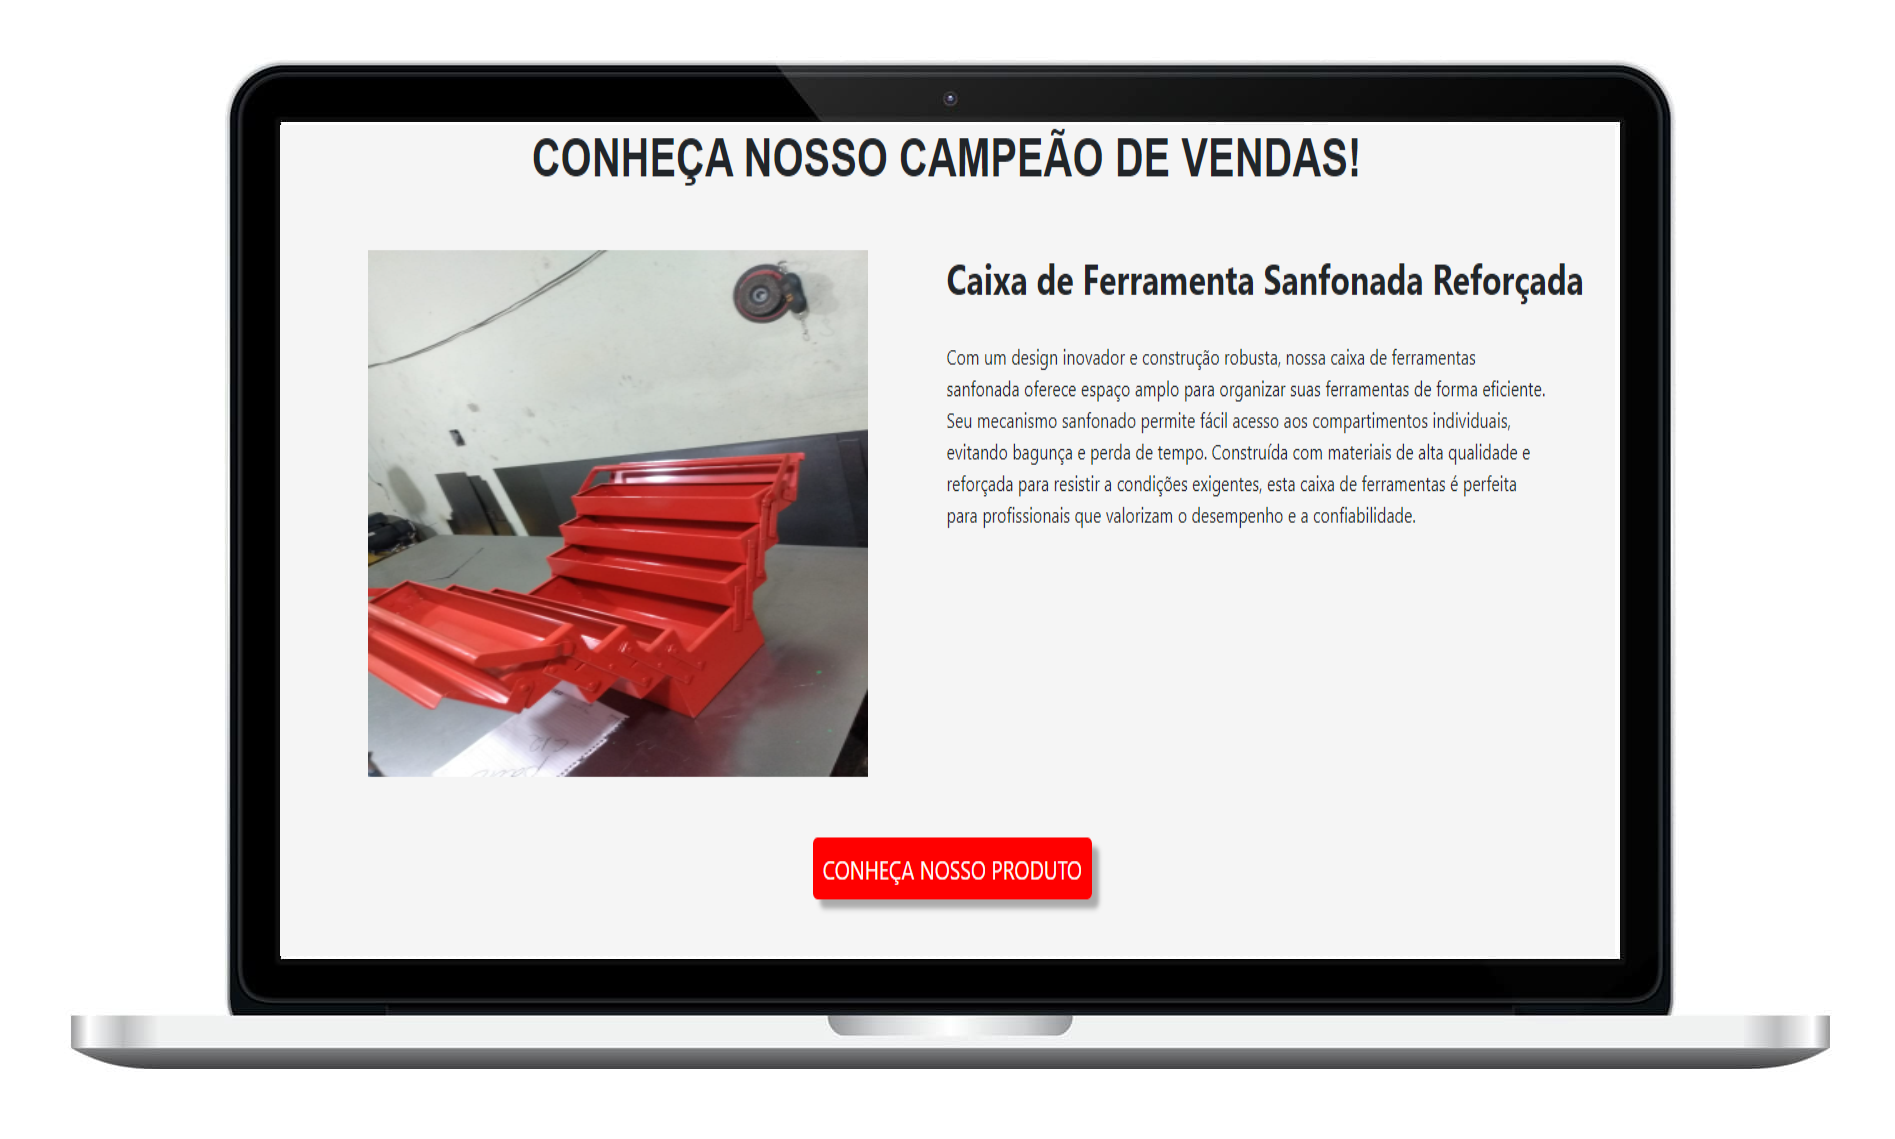 CONHEÇA NOSSO CAMPEÃO DE VENDAS!
Caixa de Ferramenta Sanfonada Reforçada
Com um design inovador e construção robusta, nossa caixa de ferramentas
sanfonada oferece espaço amplo para organizar suas ferramentas de forma eficiente.
Seu mecanismo sanfonado permite fácil acesso aos compartimentos individuais,
evitando bagunça e perda de tempo. Construída com materiais de alta qualidade e
reforçada para resistir a condições exigentes, esta caixa de ferramentas é perfeita
para profissionais que valorizam o desempenho e a confiabilidade.
CONHEÇA NOSSO PRODUTO